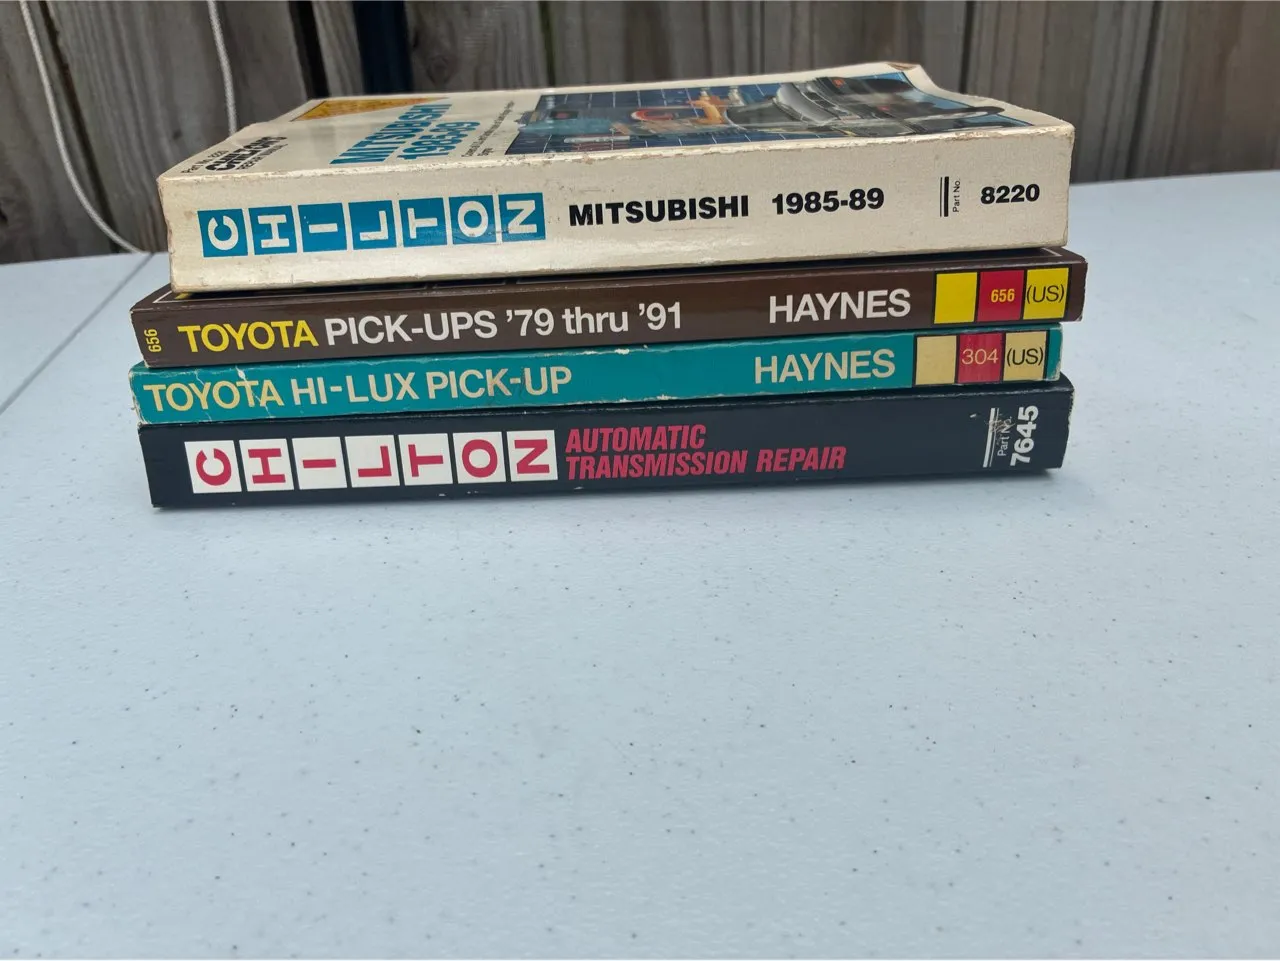 MITSUBISHI
1985-89
CHILTON MITSUBISHI 1985-89 Part No. 8220
656 TOYOTA PICK-UPS '79 thru '91 HAYNES 656 (US)
TOYOTA HI-LUX PICK-UP HAYNES 304 (US)
CHILTON AUTOMATIC
TRANSMISSION REPAIR Part No. 7645